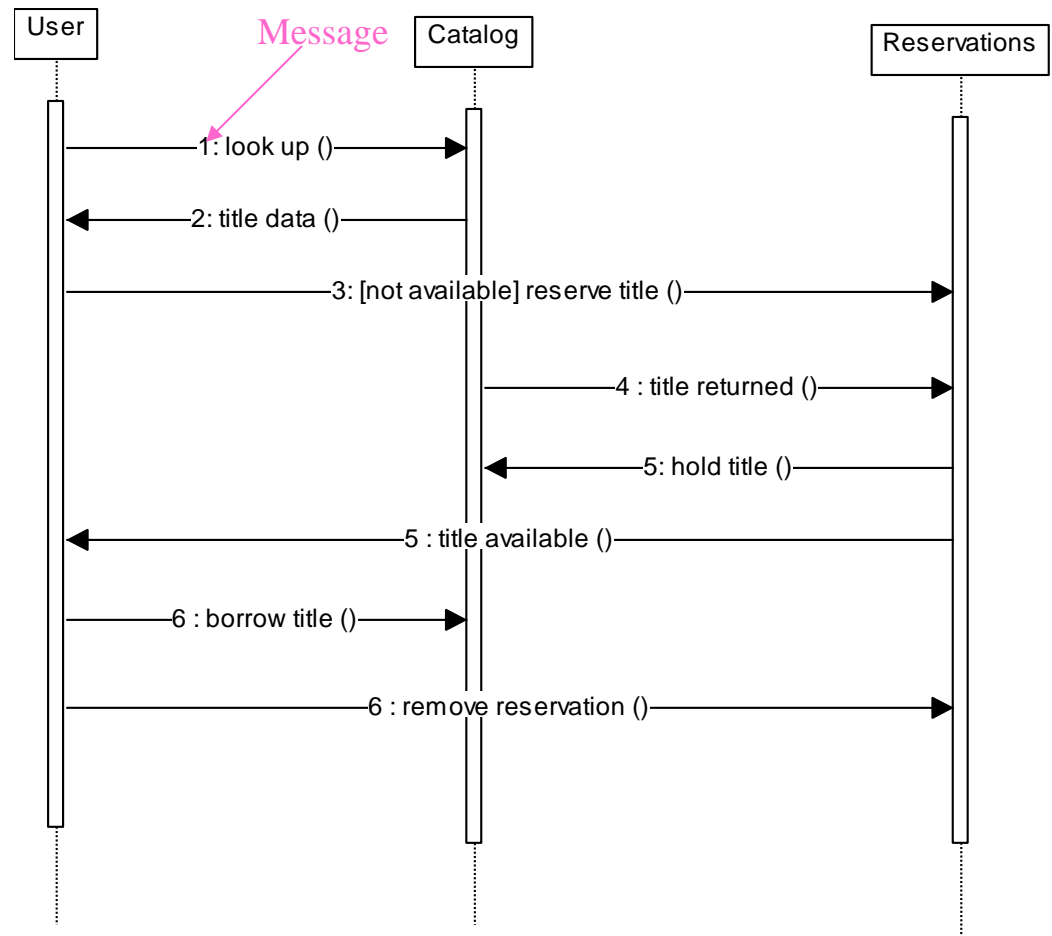 User
Message
Catalog
Reservations
1: look up ()
2: title data ()
3: [not available] reserve title ()
4 : title returned ()
5: hold title ()
5 : title available ()
6 : borrow title ()
6 : remove reservation ()